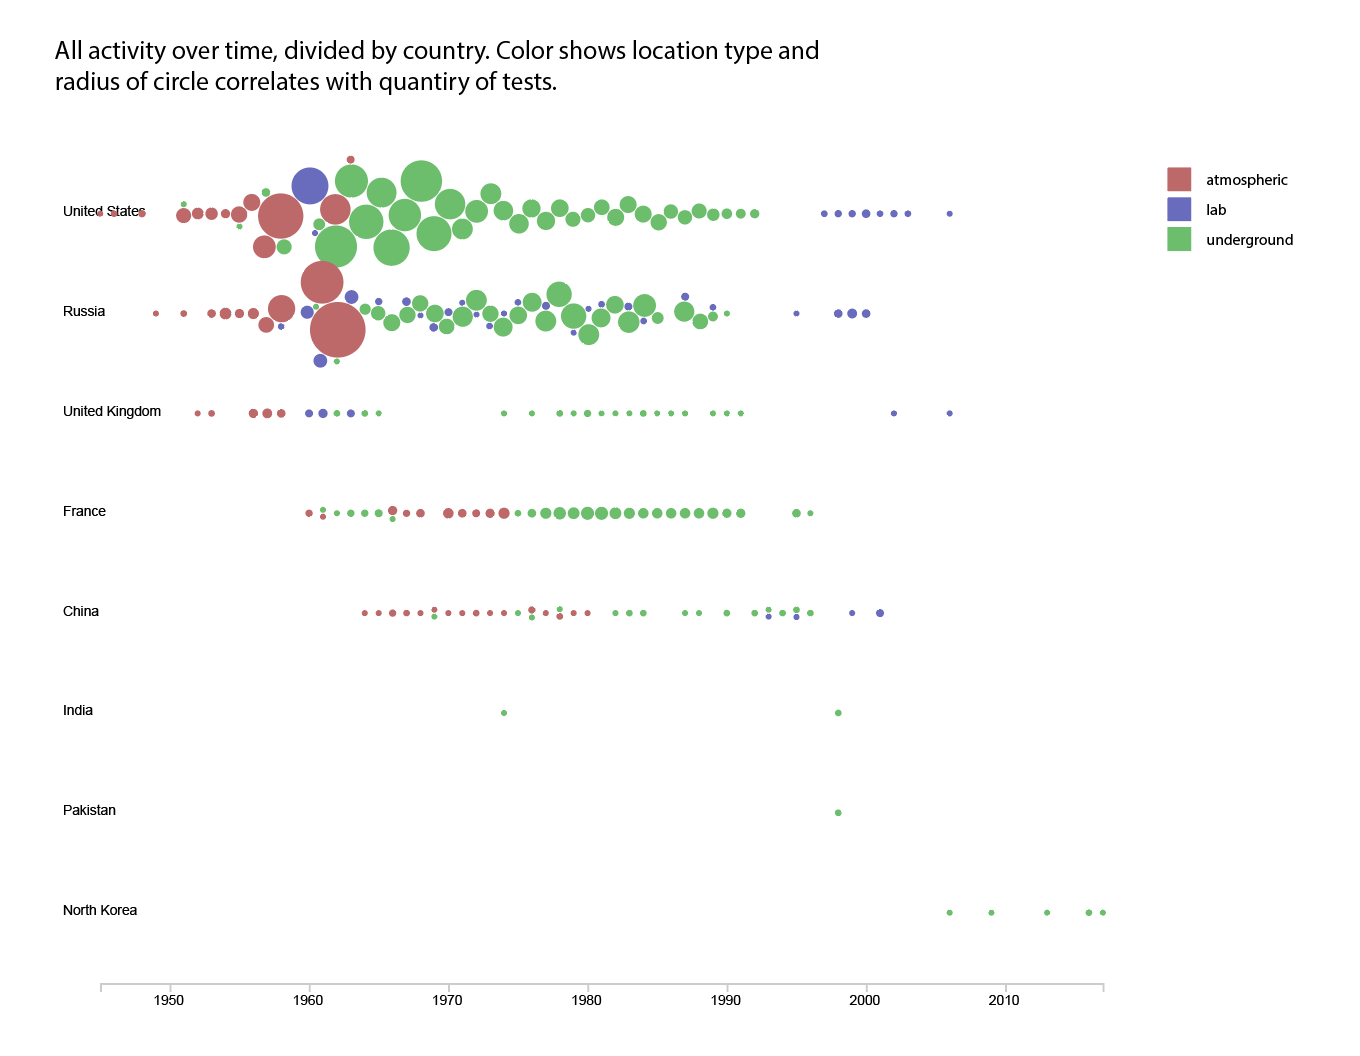 All activity over time, divided by country. Color shows location type and
radius of circle correlates with quantiry of tests.
atmospheric
lab
underground
United States
Russia
United Kingdom
France
China
India
Pakistan
North Korea
1950 1960 1970 1980 1990 2000 2010